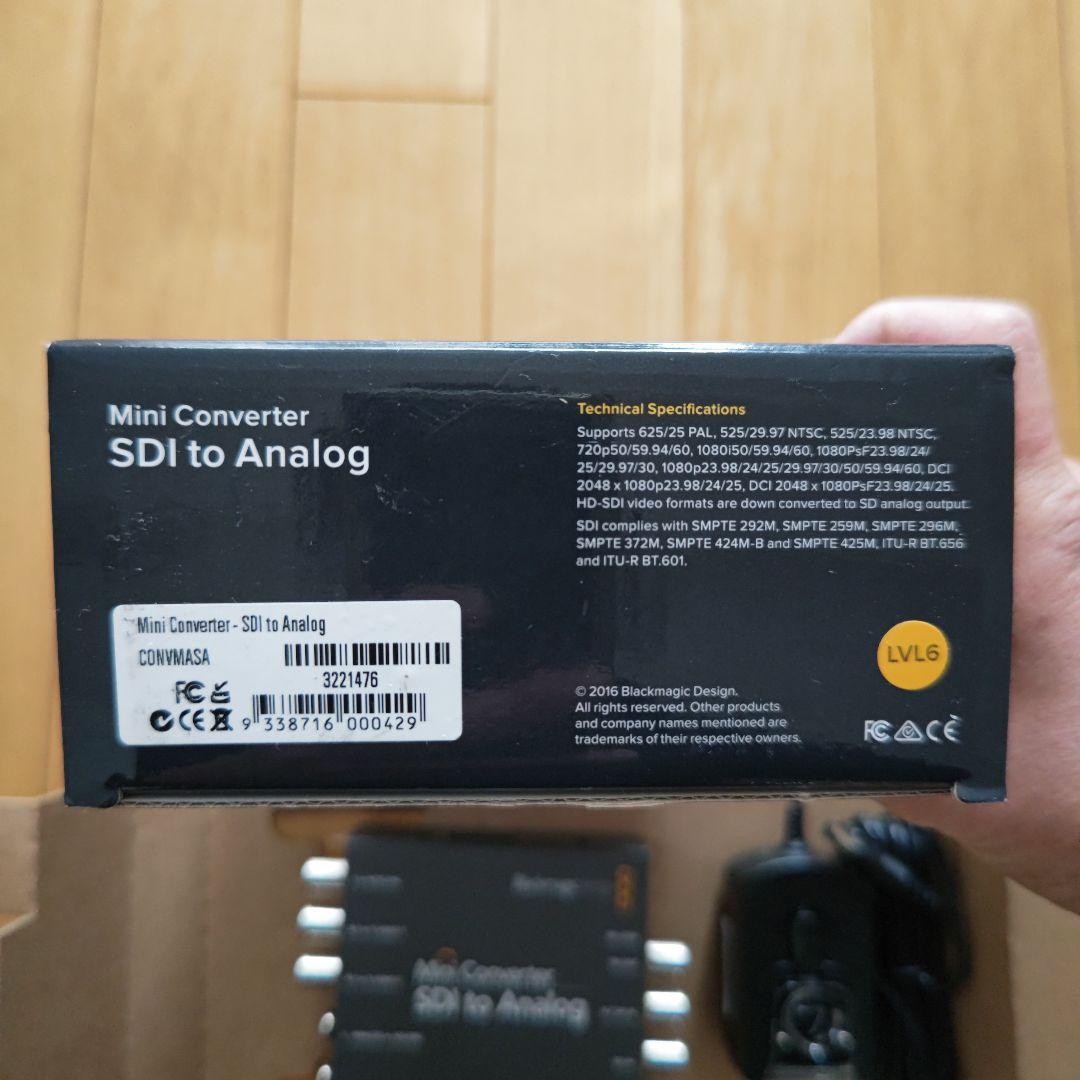 Mini Converter
SDI to Analog
Technical Specifications
Supports 625/25 PAL, 525/29.97 NTSC, 525/23.98 NTSC,
720p50/59.94/60, 1080i50/59.94/60, 1080PsF23.98/24/
25/29.97/30, 1080p23.98/24/25/29.97/30/50/59.94/60, DCI
2048 x 1080p23.98/24/25, DCI 2048 x 1080PsF23.98/24/25.
HD-SDI video formats are down converted to SD analog output.
SDI complies with SMPTE 292M, SMPTE 259M, SMPTE 296M,
SMPTE 372M, SMPTE 424M-B and SMPTE 425M, ITU-R BT.656
and ITU-R BT.601.
Mini Converter - SDI to Analog
CONVMASA
3221476
FC
CE
9 338716 000429
LVL6
© 2016 Blackmagic Design.
All rights reserved. Other products
and company names mentioned are
trademarks of their respective owners.
FC CE
Mini Converter
SDI to Analog